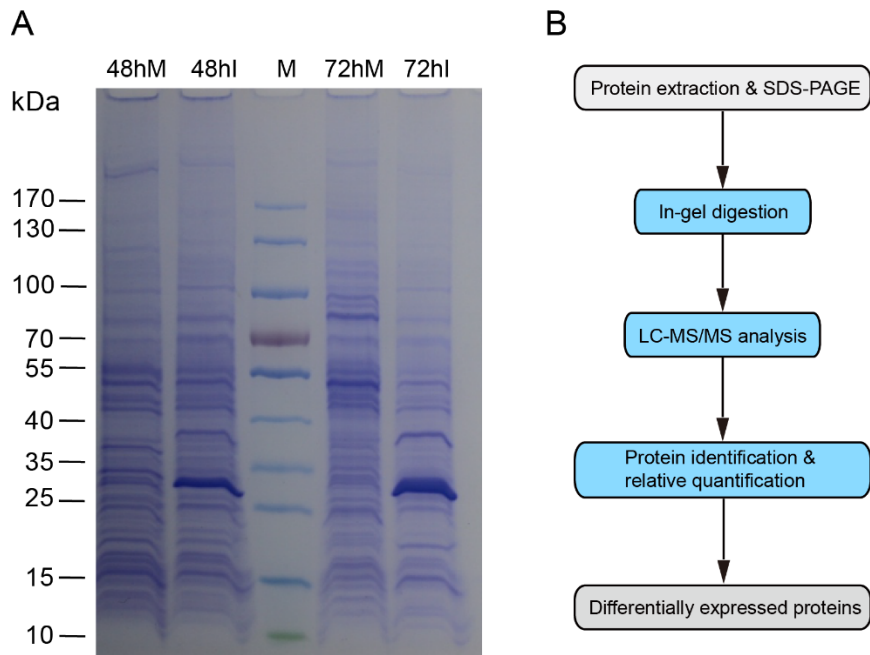 A
B
48hM 48hI M 72hM 72hI
kDa
170
130
100
70
55
40
35
25
15
10
Protein extraction & SDS-PAGE
In-gel digestion
LC-MS/MS analysis
Protein identification &
relative quantification
Differentially expressed proteins